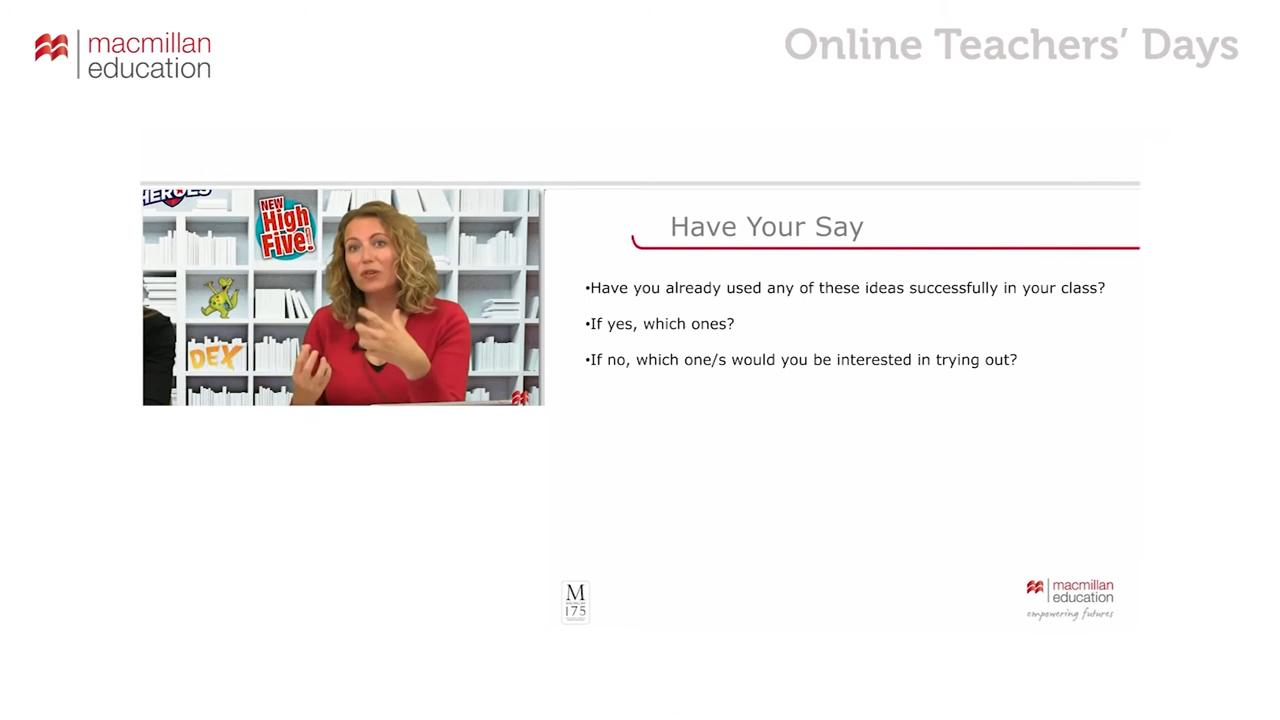 macmillan
education
Online Teachers' Days
HEROES
NEW
High
Five!
DEX
Have Your Say
•Have you already used any of these ideas successfully in your class?
•If yes, which ones?
•If no, which one/s would you be interested in trying out?
M
175
macmillan
education
empowering futures